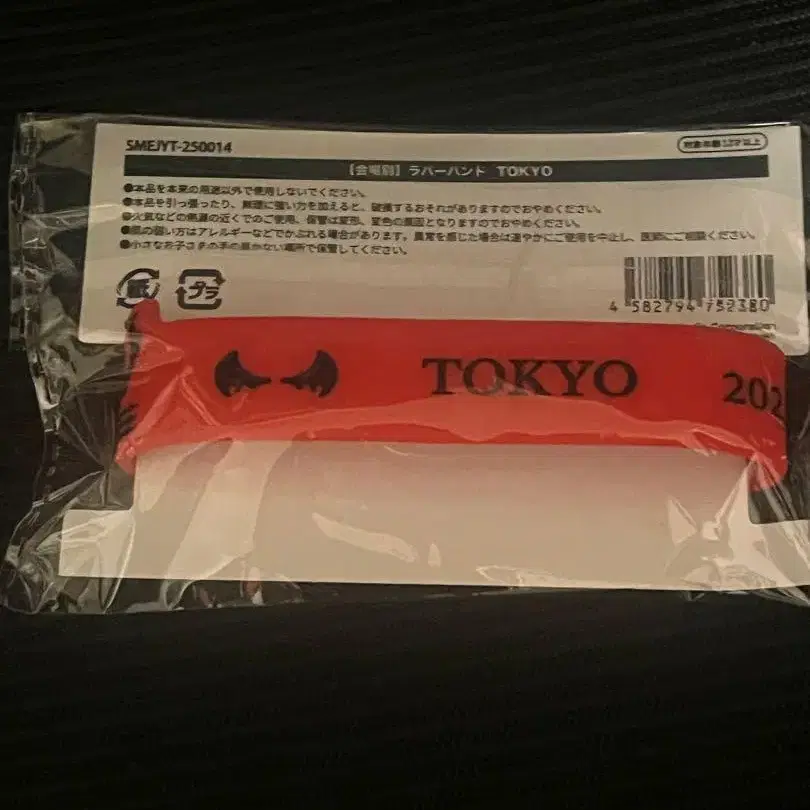 SMEJYT-250014
対象年齢15才以上
【会場別】ラバーバンド TOKYO
●本品を本来の用途以外で使用しないでください。
●本品を引っ張ったり、無理に強い力を加えると、破損するおそれがありますのでおやめください。
●火気などの熱源の近くでのご使用、保管は変形、変色の原因となりますのでおやめください。
●肌の弱い方はアレルギーなどでかぶれる場合があります。異常を感じた場合は速やかにご使用を中止し、医師にご相談ください。
●小さなお子さまの手の届かない場所で保管してください。
紙 プラ
4 582794 752380
Corporation
TOKYO
202